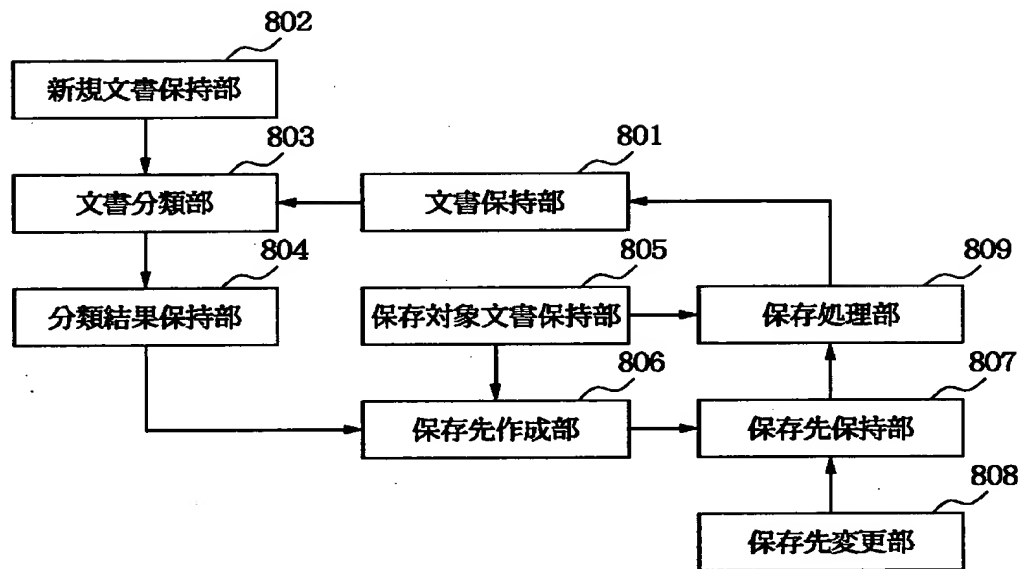 802
新規文書保持部
803
文書分類部
801
文書保持部
804
分類結果保持部
805
保存対象文書保持部
809
保存処理部
806
保存先作成部
807
保存先保持部
808
保存先変更部